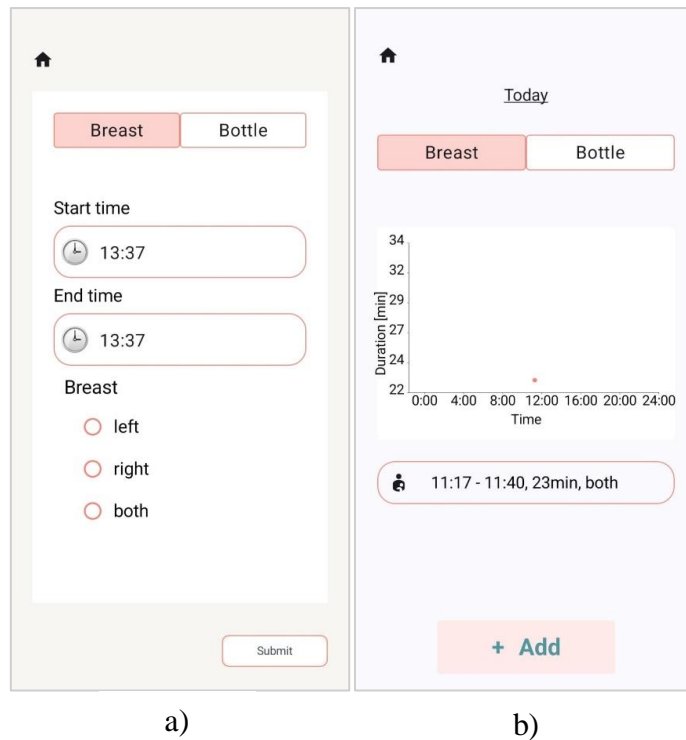 Breast Bottle
Start time
13:37
End time
13:37
Breast
left
right
both
Submit
a)
Today
Breast Bottle
34
32
29
27
24
22
Duration [min]
0:00 4:00 8:00 12:00 16:00 20:00 24:00
Time
11:17 - 11:40, 23min, both
+ Add
b)